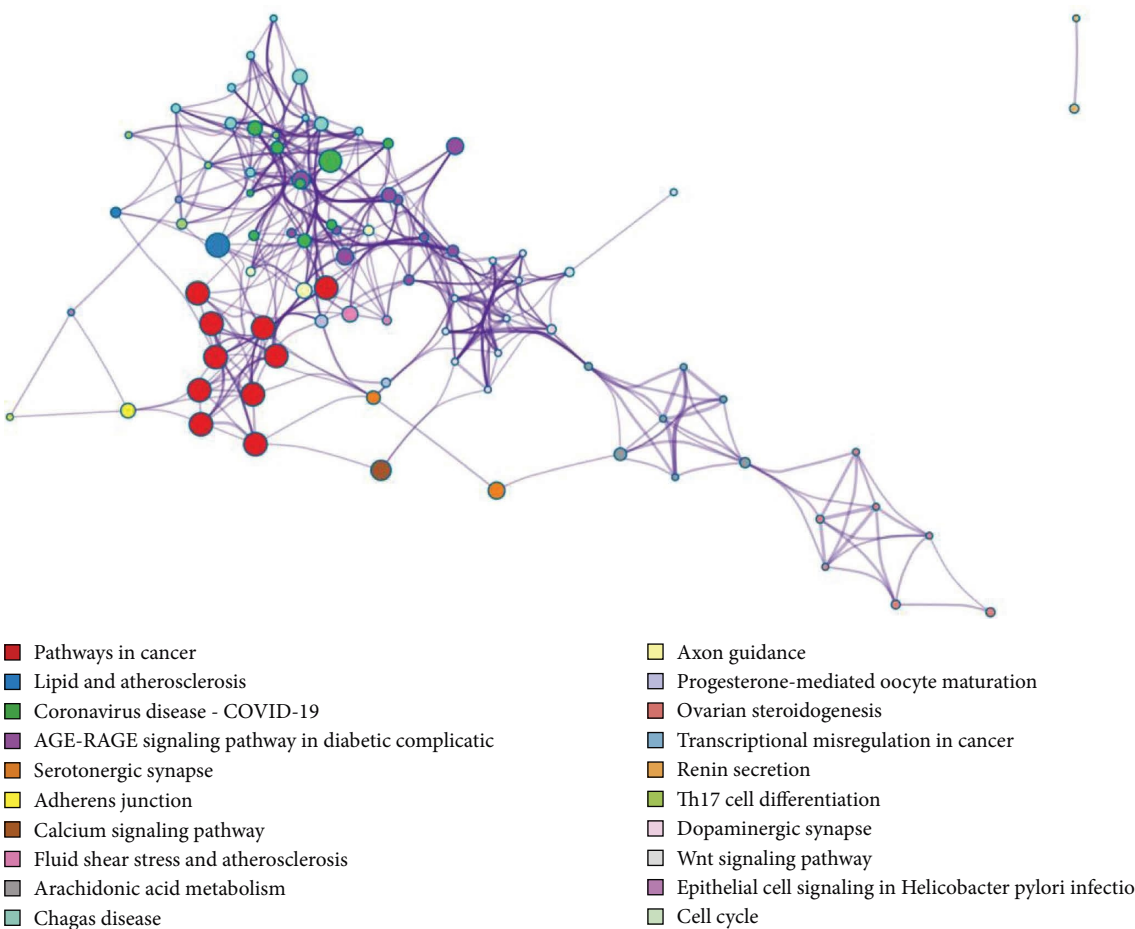 Pathways in cancer
Lipid and atherosclerosis
Coronavirus disease - COVID-19
AGE-RAGE signaling pathway in diabetic complicatic
Serotonergic synapse
Adherens junction
Calcium signaling pathway
Fluid shear stress and atherosclerosis
Arachidonic acid metabolism
Chagas disease
Axon guidance
Progesterone-mediated oocyte maturation
Ovarian steroidogenesis
Transcriptional misregulation in cancer
Renin secretion
Th17 cell differentiation
Dopaminergic synapse
Wnt signaling pathway
Epithelial cell signaling in Helicobacter pylori infectio
Cell cycle